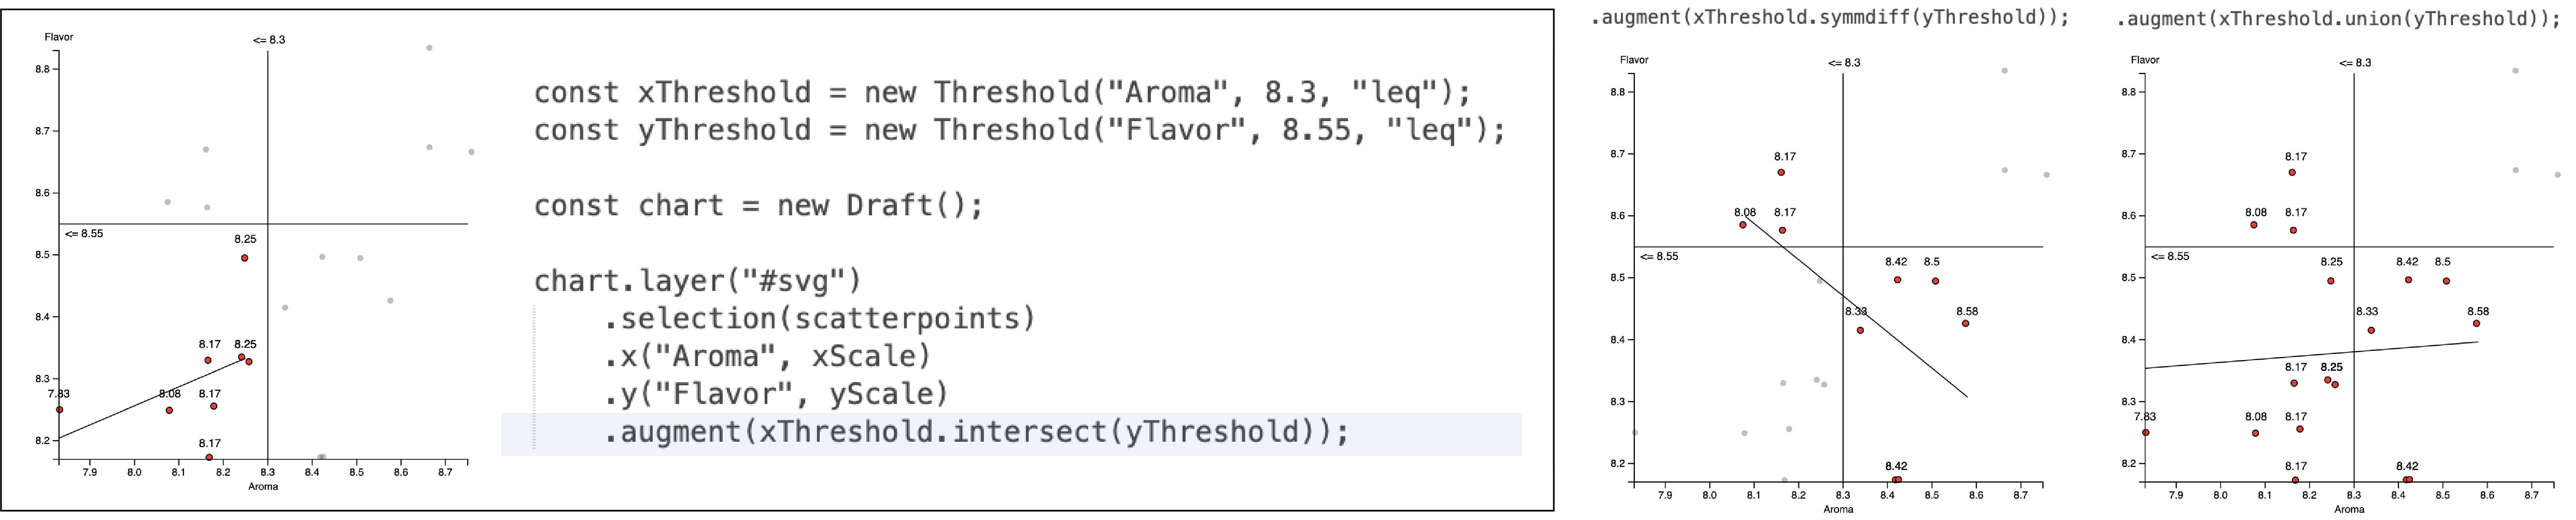 Flavor
<= 8.3
8.8
8.7
8.6
<= 8.55
8.25
8.5
8.4
8.17 8.25
8.3
7.83 8.08 8.17
8.2
8.17
7.9 8.0 8.1 8.2 8.3 8.4 8.5 8.6 8.7
Aroma
const xThreshold = new Threshold("Aroma", 8.3, "leq");
const yThreshold = new Threshold("Flavor", 8.55, "leq");
const chart = new Draft();
chart.layer("#svg")
.selection(scatterpoints)
.x("Aroma", xScale)
.y("Flavor", yScale)
.augment(xThreshold.intersect(yThreshold));
.augment(xThreshold.symmdiff(yThreshold));
Flavor
<= 8.3
8.8
8.7
8.17
8.6
8.08 8.17
<= 8.55
8.42 8.5
8.5
8.33 8.58
8.4
8.3
8.2
8.42
7.9 8.0 8.1 8.2 8.3 8.4 8.5 8.6 8.7
Aroma
.augment(xThreshold.union(yThreshold));
Flavor
<= 8.3
8.8
8.7
8.17
8.6
8.08 8.17
<= 8.55
8.25 8.42 8.5
8.5
8.33 8.58
8.4
8.17 8.25
8.3
7.83 8.08 8.17
8.2
8.17 8.42
7.9 8.0 8.1 8.2 8.3 8.4 8.5 8.6 8.7
Aroma